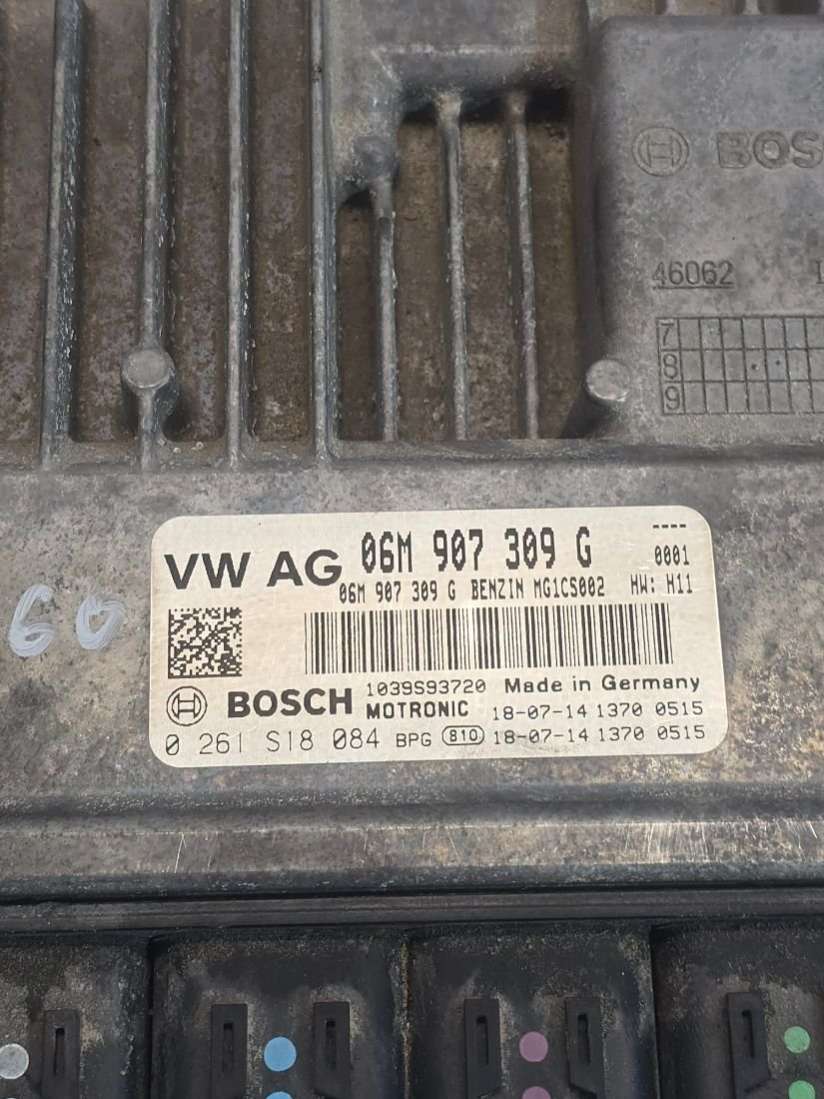 BOSC
46062
7
8
9
VW AG 06M 907 309 G ----
0001
06M 907 309 G BENZIN MG1CS002 HW: H11
60
BOSCH 1039S93720 Made in Germany
MOTRONIC 18-07-14 1370 0515
0 261 S18 084 BPG 810 18-07-14 1370 0515